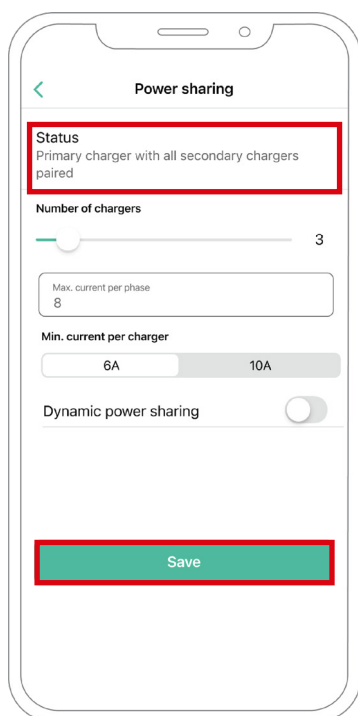 Power sharing
Status
Primary charger with all secondary chargers
paired
Number of chargers
3
Max. current per phase
8
Min. current per charger
6A 10A
Dynamic power sharing
Save